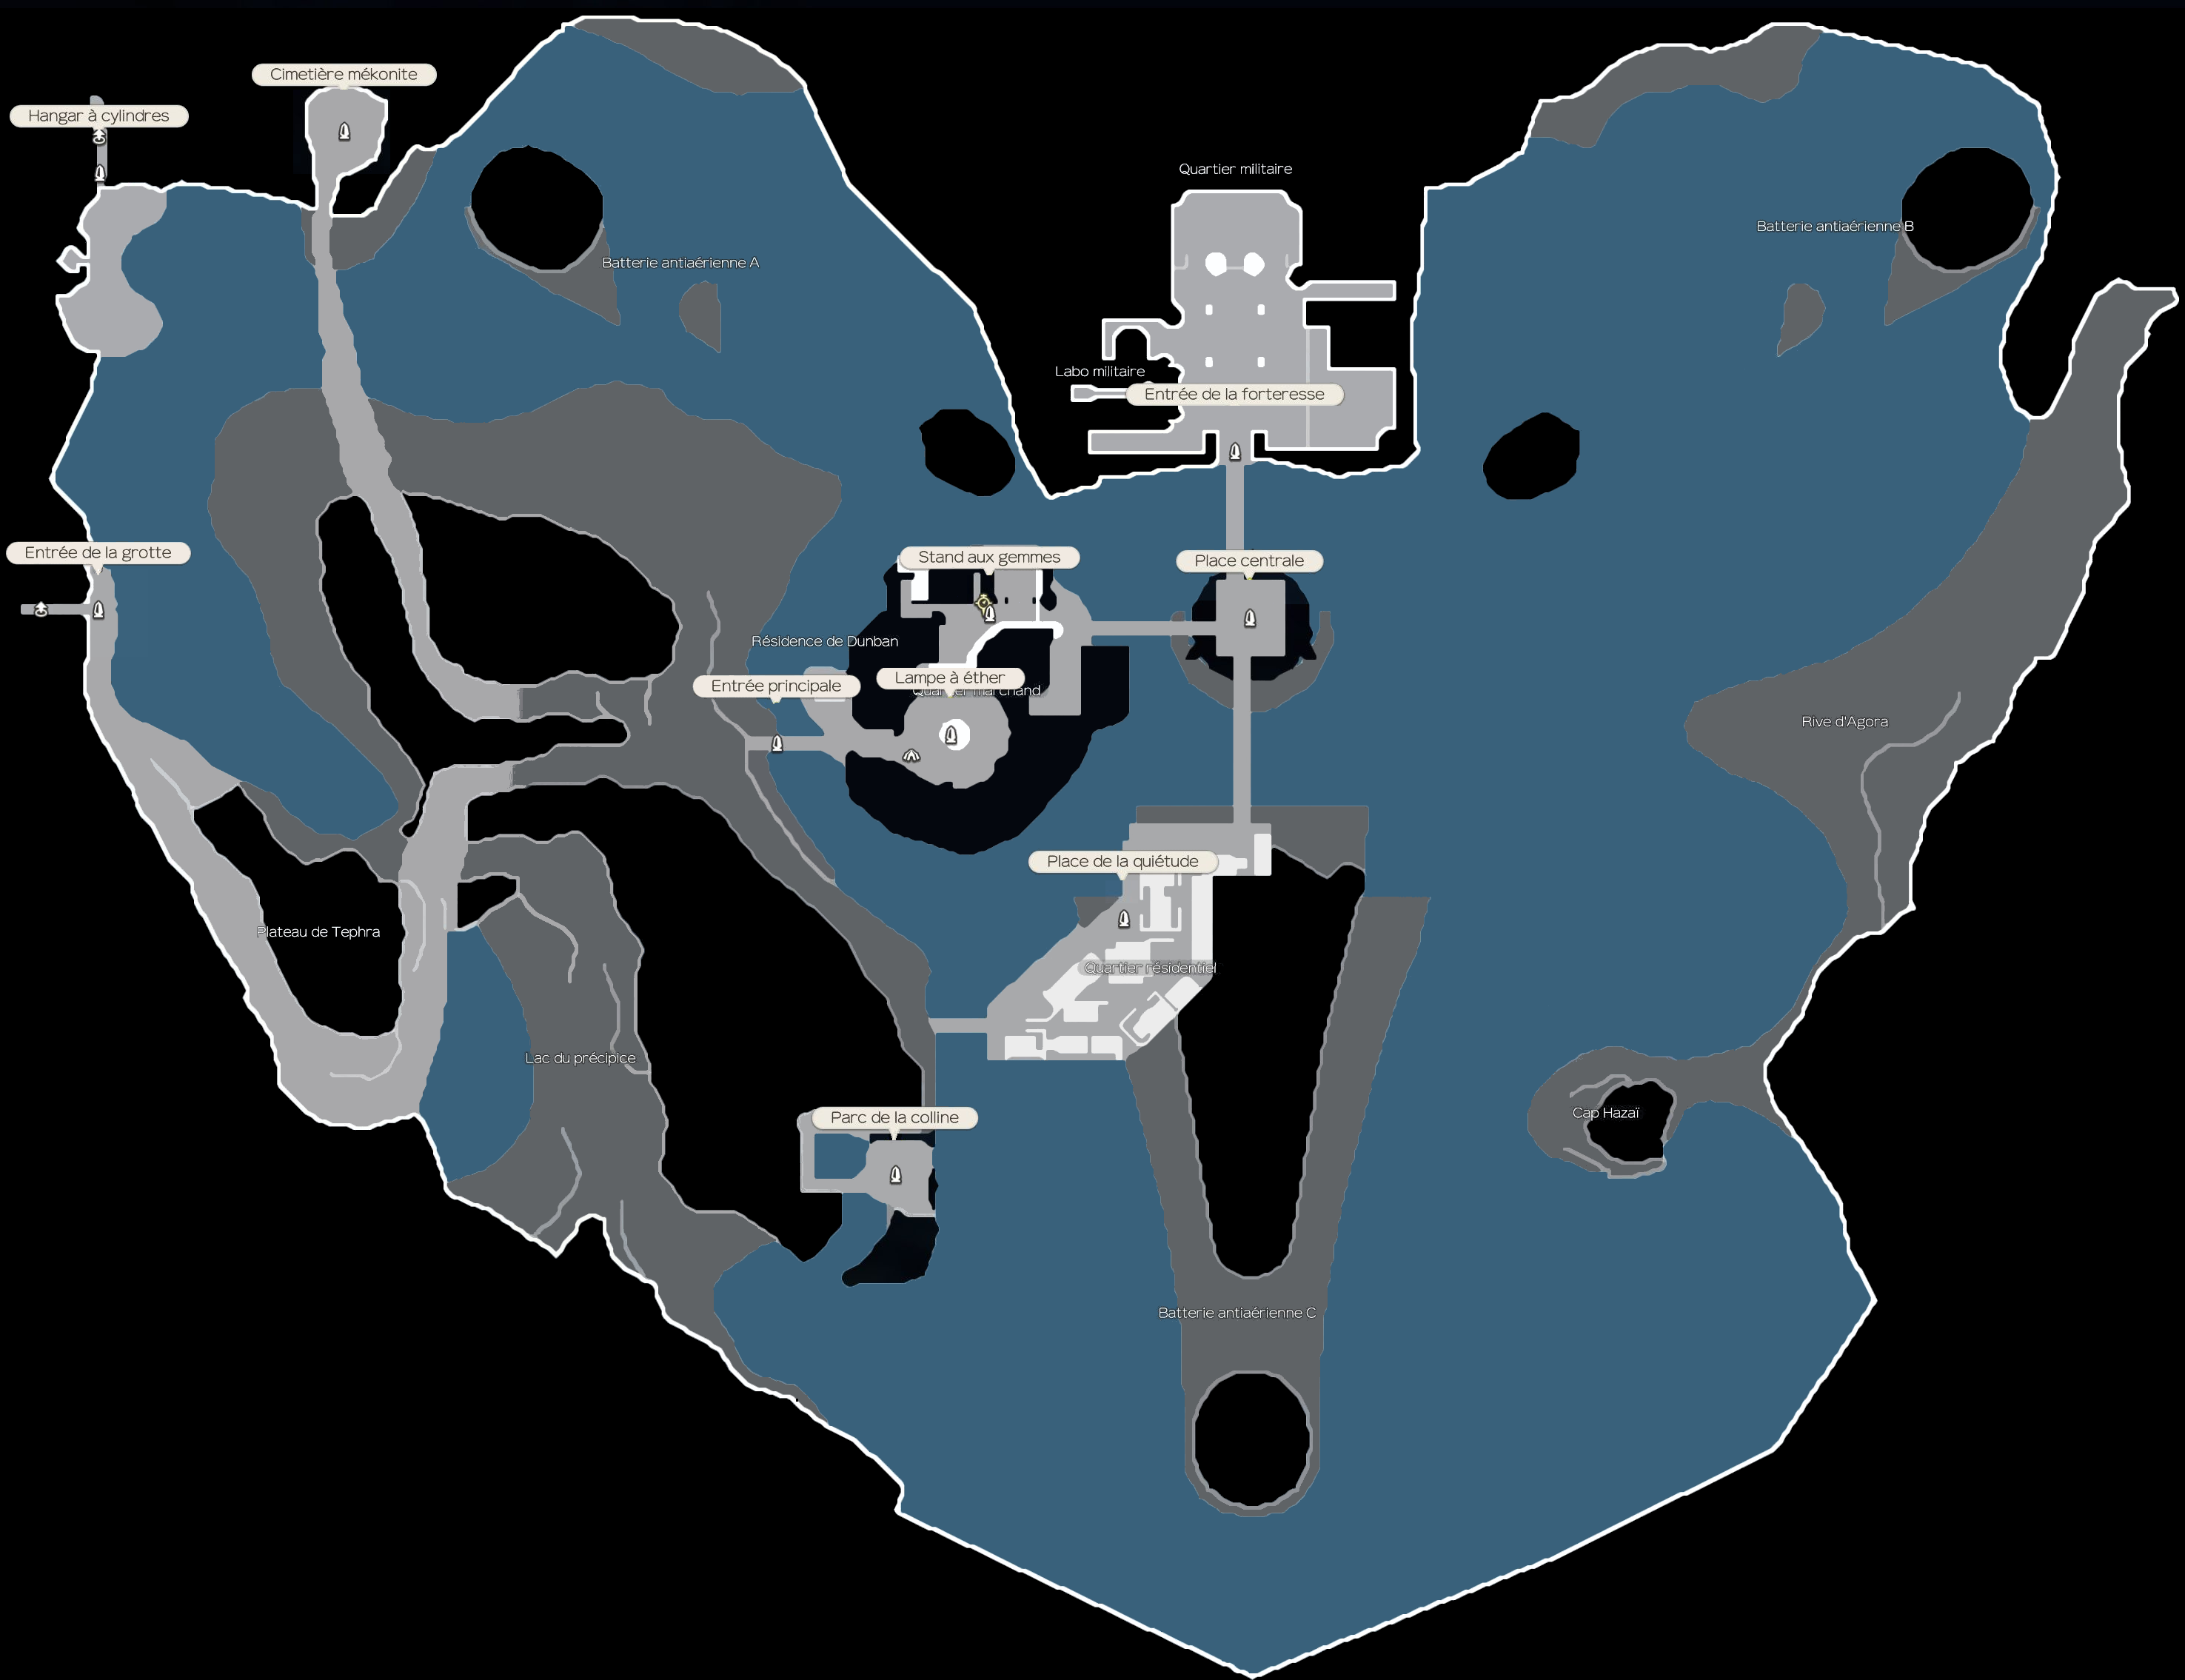 Cimetière mékonite
Hangar à cylindres
Quartier militaire
Batterie antiaérienne B
Batterie antiaérienne A
Labo militaire
Entrée de la forteresse
Entrée de la grotte
Stand aux gemmes
Place centrale
Résidence de Dunban
Lampe à éther
Entrée principale
Quartier marchand
Rive d'Agora
Place de la quiétude
Plateau de Tephra
Quartier résidentiel
Lac du précipice
Cap Hazaï
Parc de la colline
Batterie antiaérienne C